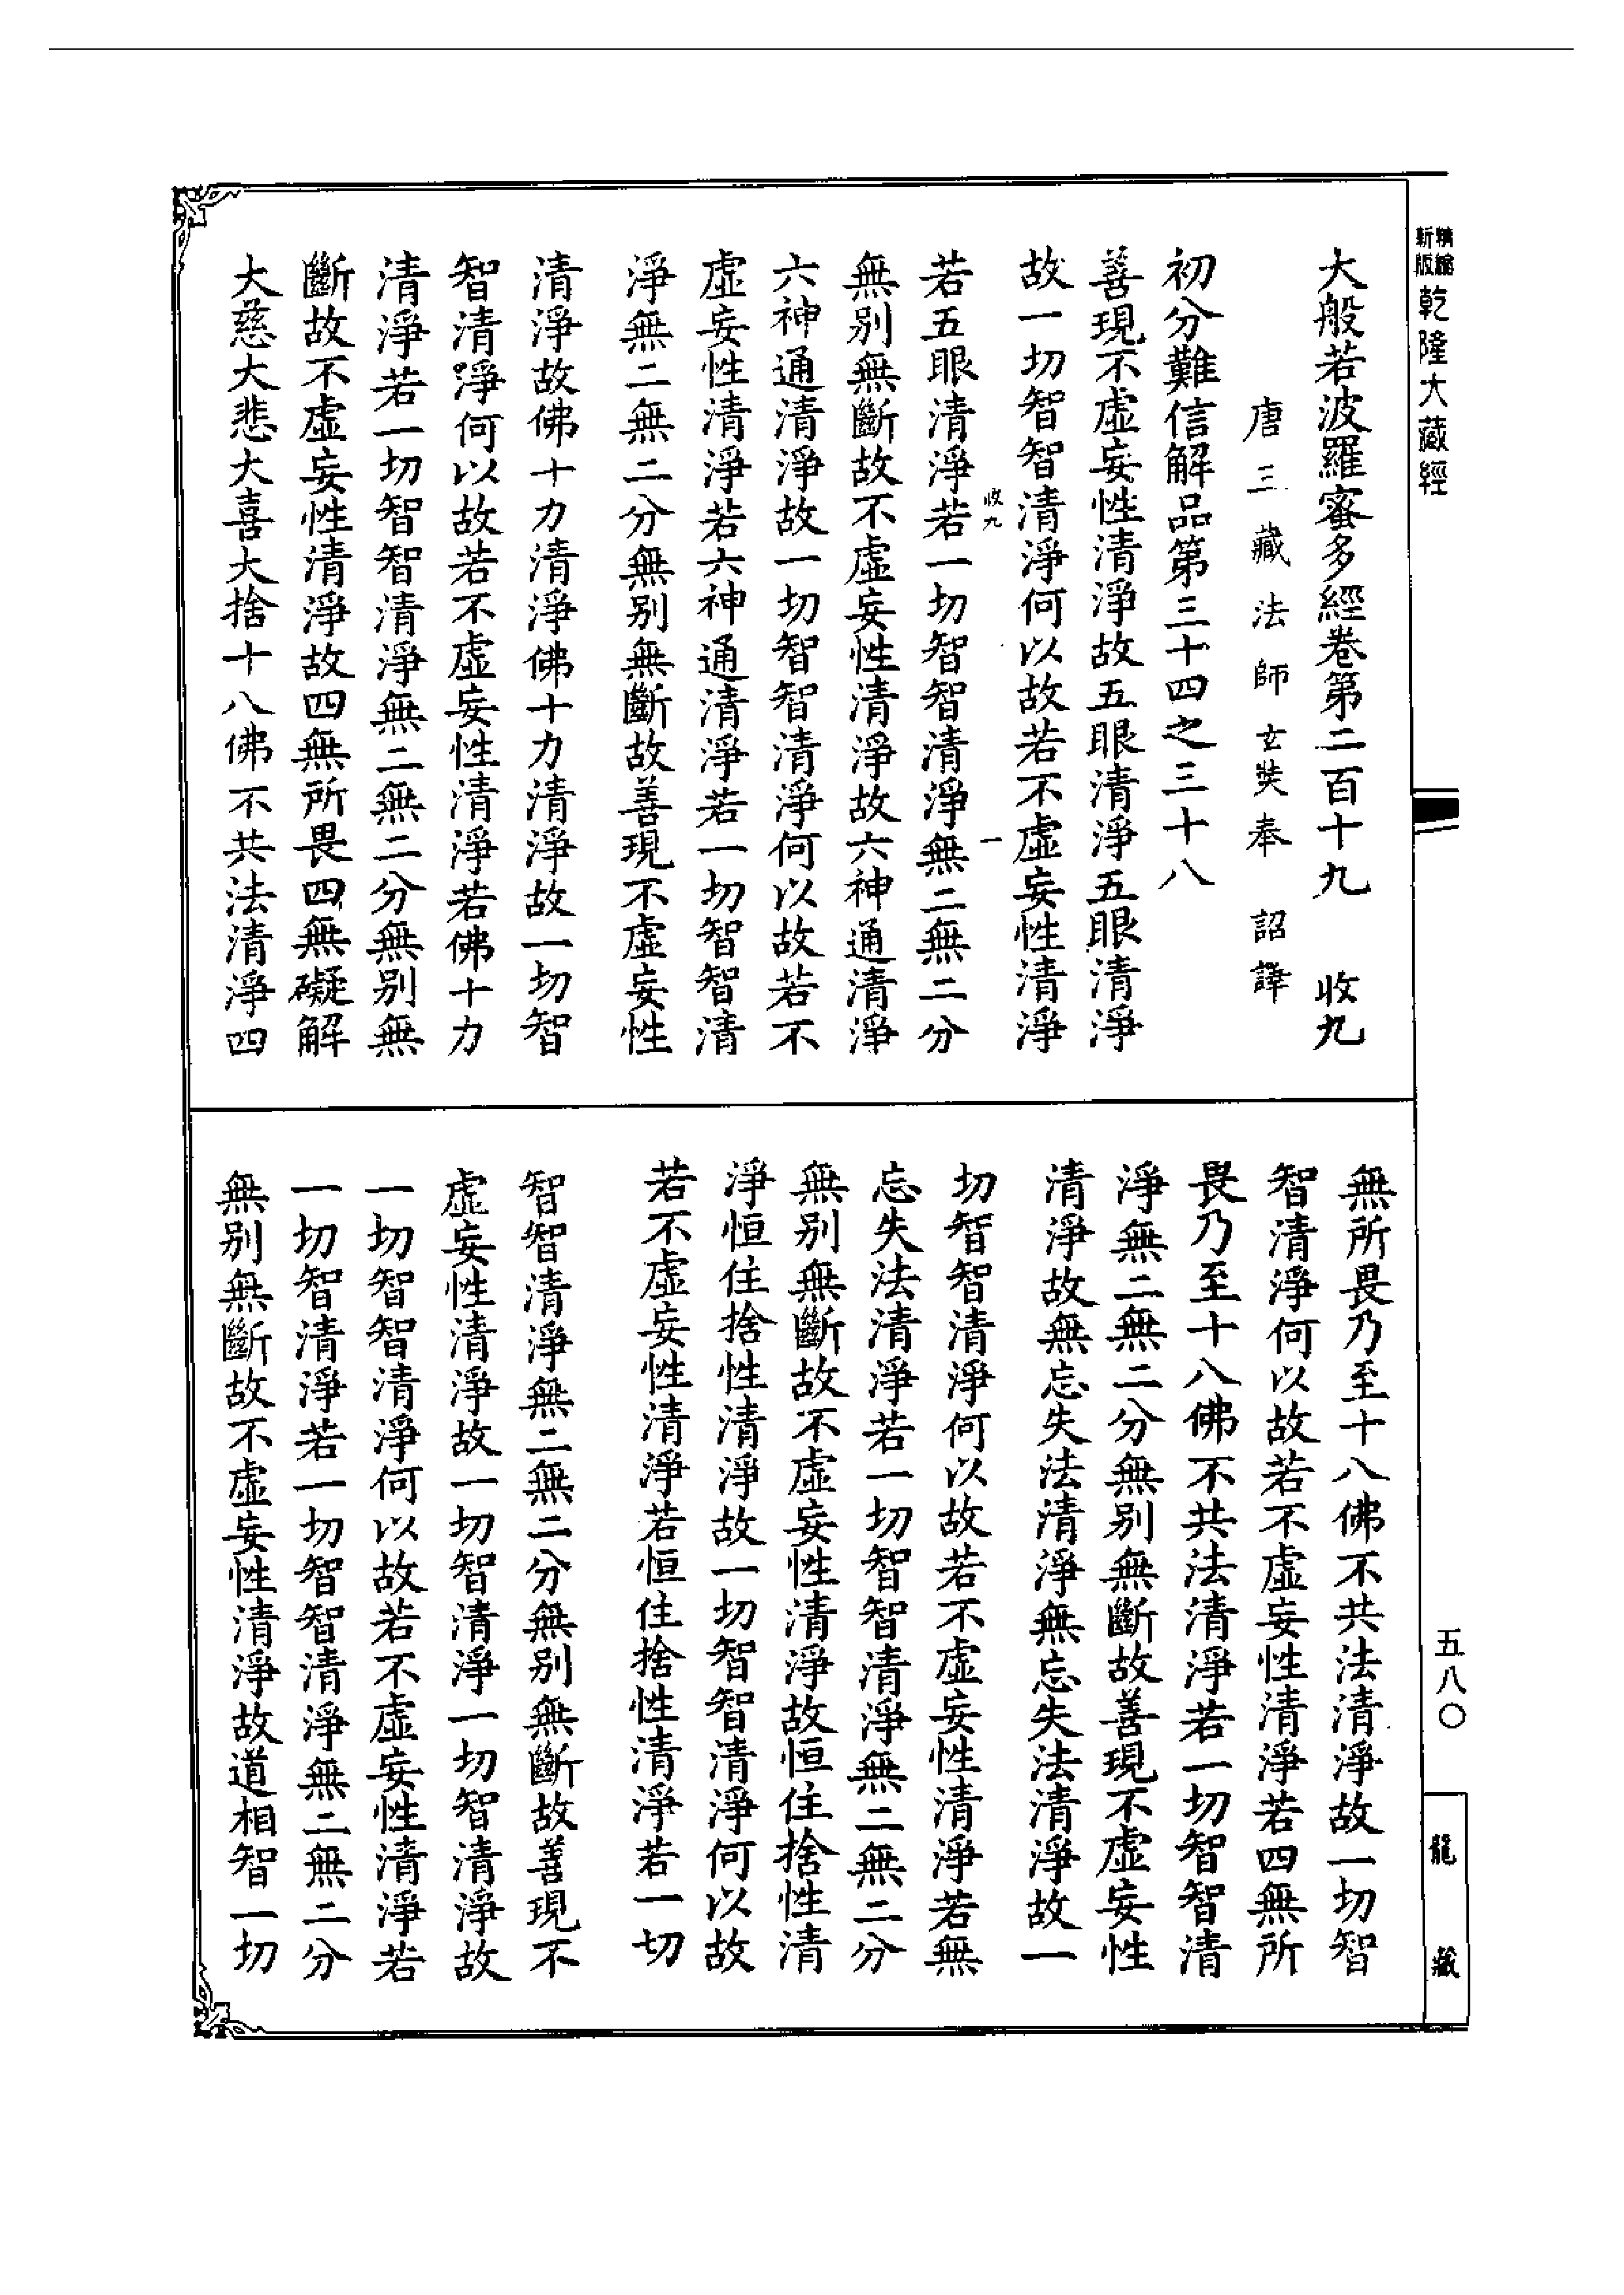 精縮新版乾隆大藏經
大般若波羅蜜多經卷第二百十九　收九
唐三藏法師玄奘奉　詔譯
初分難信解品第三十四之三十八
善現不虛妄性清淨故五眼清淨五眼清淨
故一切智智清淨何以故若不虛妄性清淨
收九　一
若五眼清淨若一切智智清淨無二無二分
無別無斷故不虛妄性清淨故六神通清淨
六神通清淨故一切智智清淨何以故若不
虛妄性清淨若六神通清淨若一切智智清
淨無二無二分無別無斷故善現不虛妄性
清淨故佛十力清淨佛十力清淨故一切智
智清淨何以故若不虛妄性清淨若佛十力
清淨若一切智智清淨無二無二分無別無
斷故不虛妄性清淨故四無所畏四無礙解
大慈大悲大喜大捨十八佛不共法清淨四
無所畏乃至十八佛不共法清淨故一切智
智清淨何以故若不虛妄性清淨若四無所
畏乃至十八佛不共法清淨若一切智智清
淨無二無二分無別無斷故善現不虛妄性
清淨故無忘失法清淨無忘失法清淨故一
切智智清淨何以故若不虛妄性清淨若無
忘失法清淨若一切智智清淨無二無二分
無別無斷故不虛妄性清淨故恒住捨性清
淨恒住捨性清淨故一切智智清淨何以故
若不虛妄性清淨若恒住捨性清淨若一切
智智清淨無二無二分無別無斷故善現不
虛妄性清淨故一切智清淨一切智清淨故
一切智智清淨何以故若不虛妄性清淨若
一切智清淨若一切智智清淨無二無二分
無別無斷故不虛妄性清淨故道相智一切
五八〇
龍藏